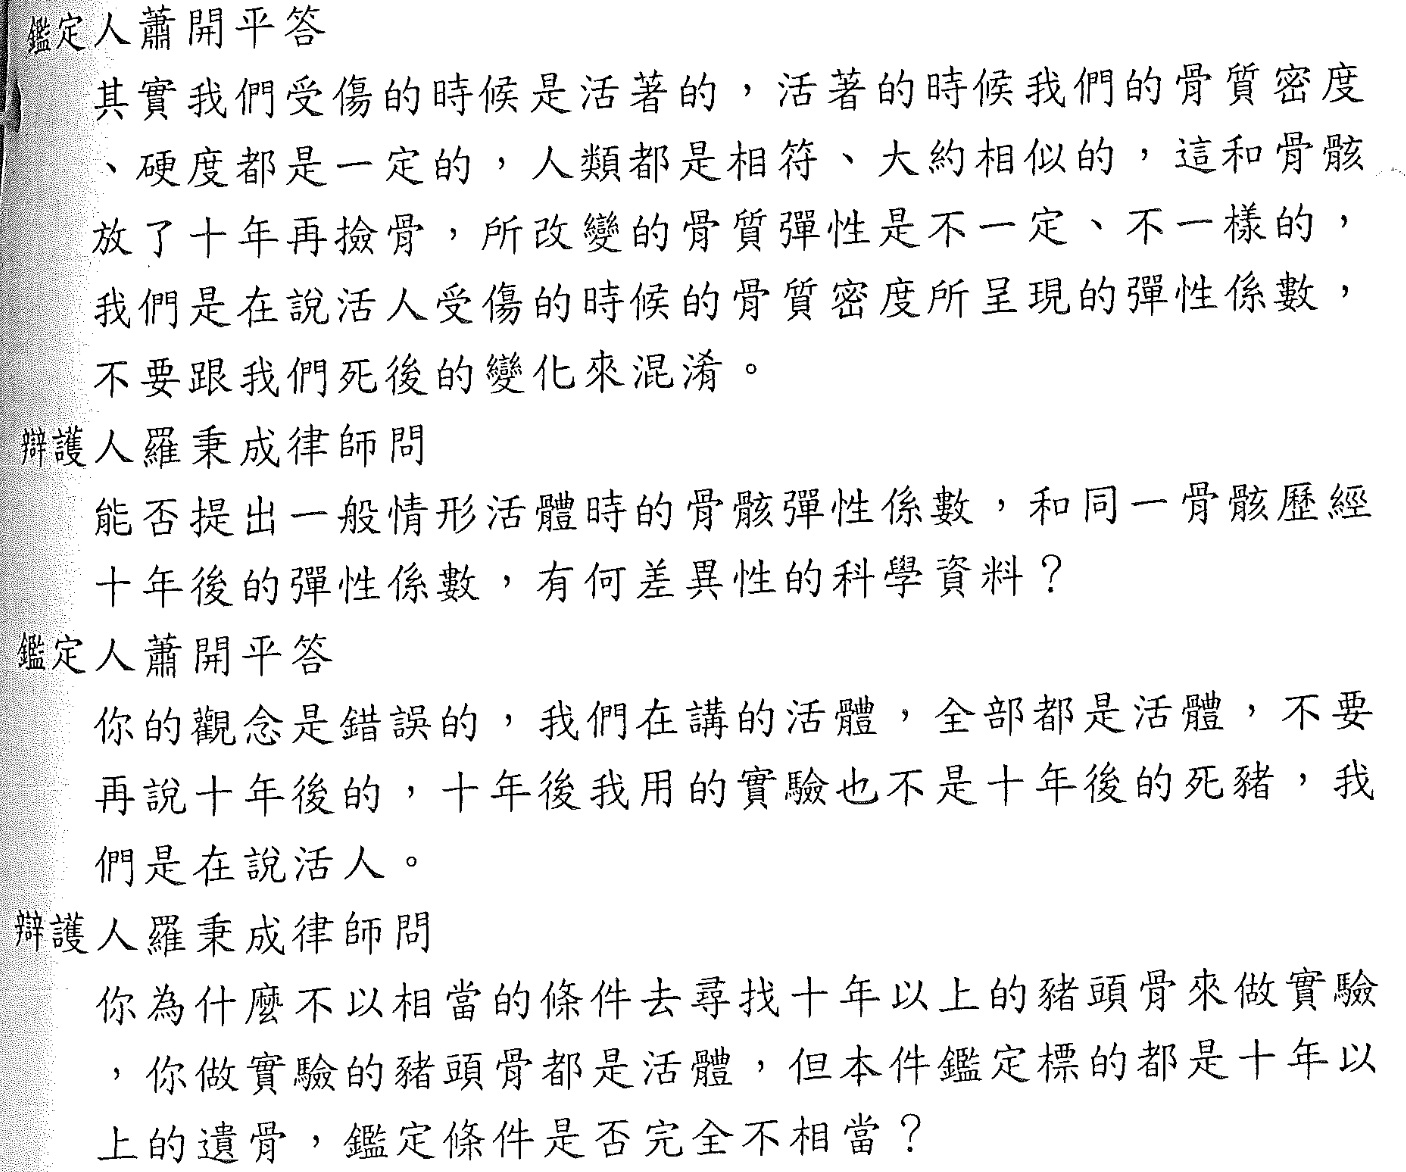 鑑定人蕭開平答
其實我們受傷的時候是活著的，活著的時候我們的骨質密度
、硬度都是一定的，人類都是相符、大約相似的，這和骨骸
放了十年再撿骨，所改變的骨質彈性是不一定、不一樣的，
我們是在說活人受傷的時候的骨質密度所呈現的彈性係數，
不要跟我們死後的變化來混淆。
辯護人羅秉成律師問
能否提出一般情形活體時的骨骸彈性係數，和同一骨骸歷經
十年後的彈性係數，有何差異性的科學資料？
鑑定人蕭開平答
你的觀念是錯誤的，我們在講的活體，全部都是活體，不要
再說十年後的，十年後我用的實驗也不是十年後的死豬，我
們是在說活人。
辯護人羅秉成律師問
你為什麼不以相當的條件去尋找十年以上的豬頭骨來做實驗
，你做實驗的豬頭骨都是活體，但本件鑑定標的都是十年以
上的遺骨，鑑定條件是否完全不相當？